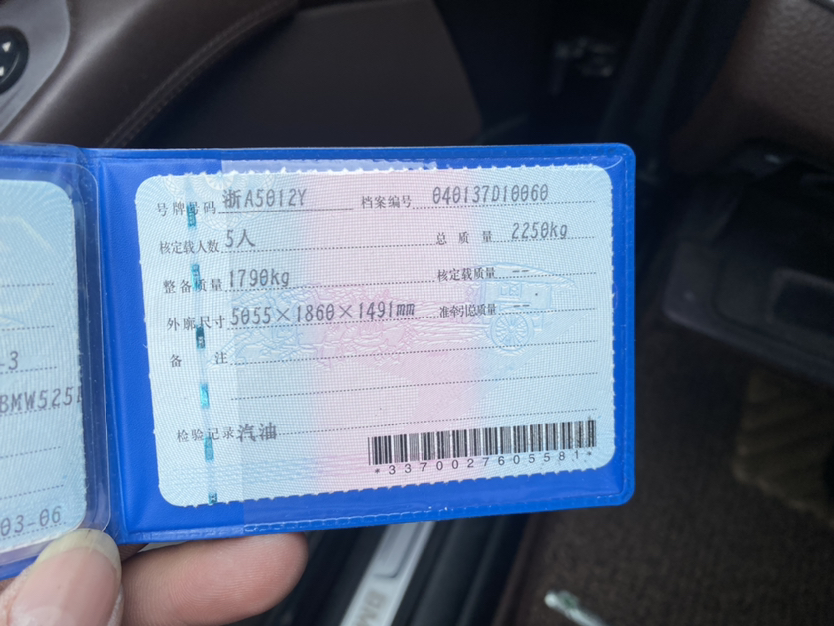 号牌号码 浙A5012Y 档案编号 040137010060
核定载人数 5人 总质量 2250kg
整备质量 1790kg 核定载质量 --
外廓尺寸 5055×1860×1491mm 准牵引总质量 --
备注
检验记录 汽油
*3370027605581*
-3
BMW525
03-06